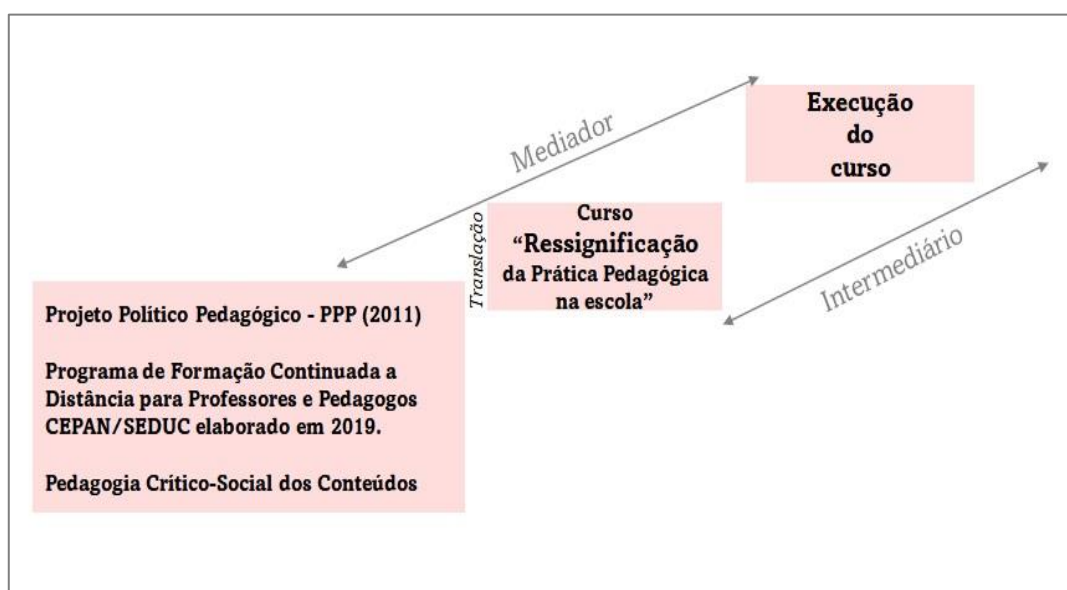 Mediador
Execução
do
curso
Translação
Curso
“Ressignificação
da Prática Pedagógica
na escola”
Intermediário
Projeto Político Pedagógico - PPP (2011)
Programa de Formação Continuada a
Distância para Professores e Pedagogos
CEPAN/SEDUC elaborado em 2019.
Pedagogia Crítico-Social dos Conteúdos